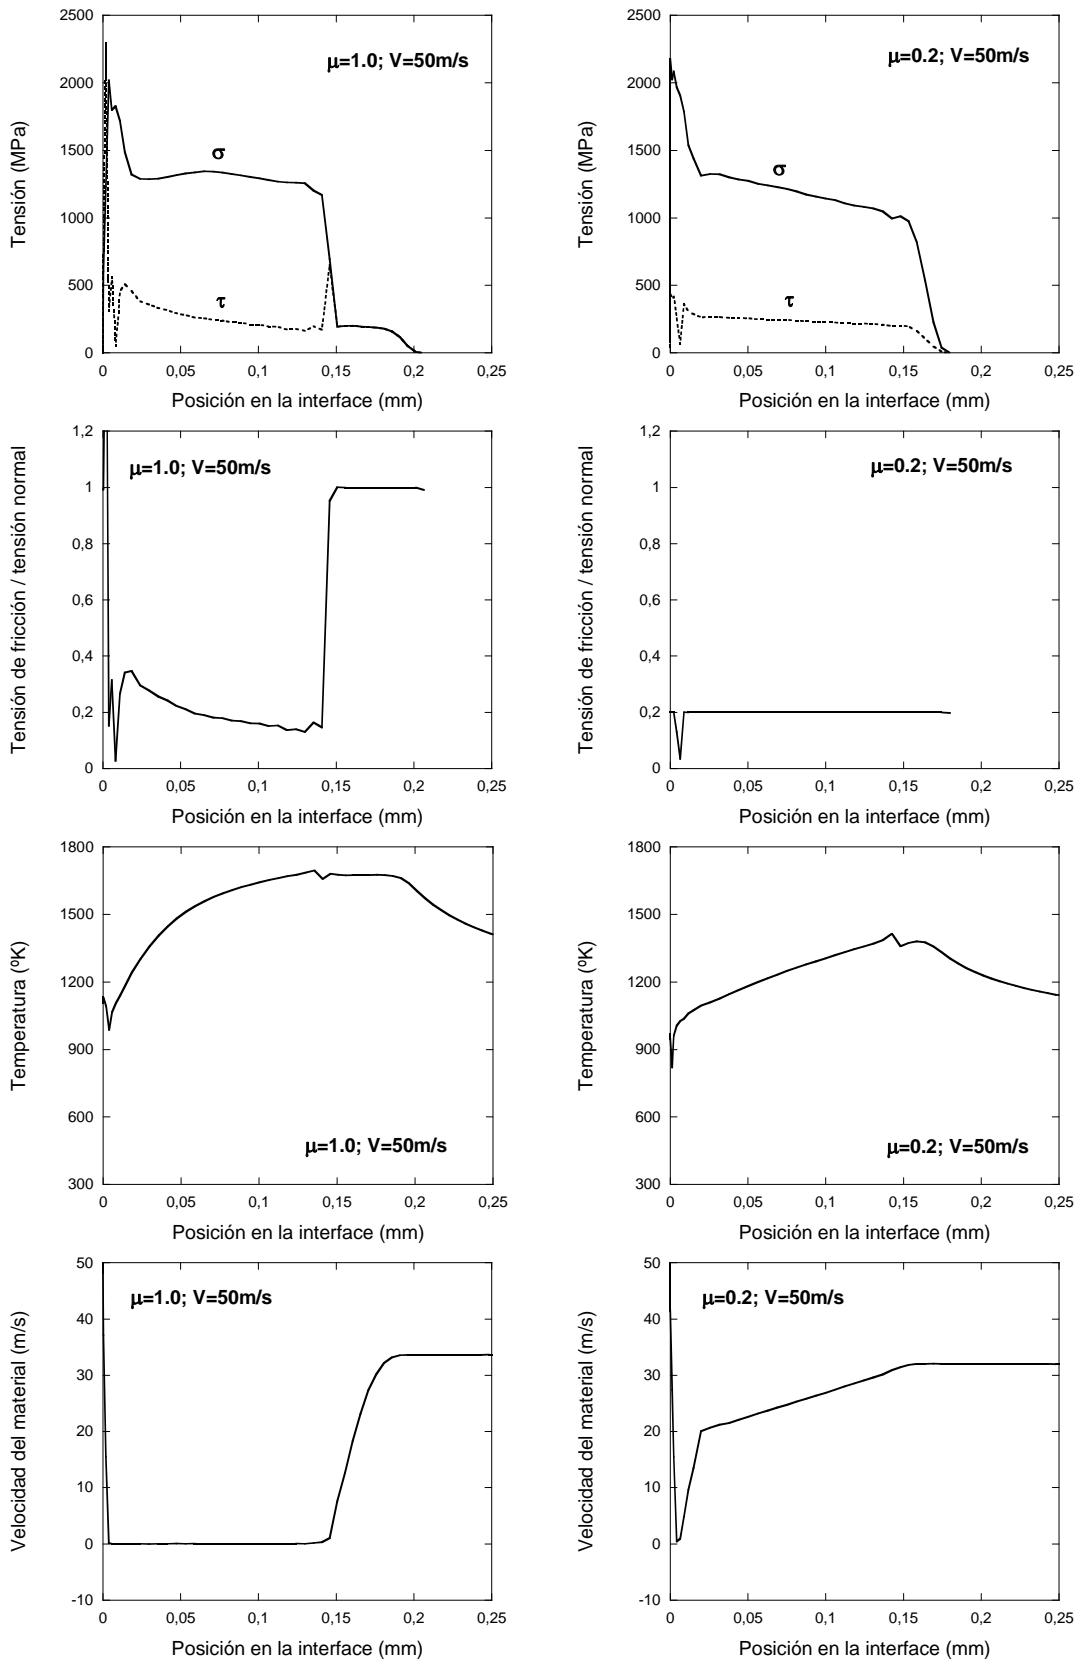 μ=1.0; V=50m/s
Tensión (MPa)
2500
2000
1500
1000
500
0
σ
τ
0 0,05 0,1 0,15 0,2 0,25
Posición en la interface (mm)
μ=0.2; V=50m/s
Tensión (MPa)
2500
2000
1500
1000
500
0
σ
τ
0 0,05 0,1 0,15 0,2 0,25
Posición en la interface (mm)
μ=1.0; V=50m/s
Tensión de fricción / tensión normal
1,2
1
0,8
0,6
0,4
0,2
0
0 0,05 0,1 0,15 0,2 0,25
Posición en la interface (mm)
μ=0.2; V=50m/s
Tensión de fricción / tensión normal
1,2
1
0,8
0,6
0,4
0,2
0
0 0,05 0,1 0,15 0,2 0,25
Posición en la interface (mm)
Temperatura (ºK)
1800
1500
1200
900
600
300
μ=1.0; V=50m/s
0 0,05 0,1 0,15 0,2 0,25
Posición en la interface (mm)
Temperatura (ºK)
1800
1500
1200
900
600
300
μ=0.2; V=50m/s
0 0,05 0,1 0,15 0,2 0,25
Posición en la interface (mm)
μ=1.0; V=50m/s
Velocidad del material (m/s)
50
40
30
20
10
0
-10
0 0,05 0,1 0,15 0,2 0,25
Posición en la interface (mm)
μ=0.2; V=50m/s
Velocidad del material (m/s)
50
40
30
20
10
0
-10
0 0,05 0,1 0,15 0,2 0,25
Posición en la interface (mm)